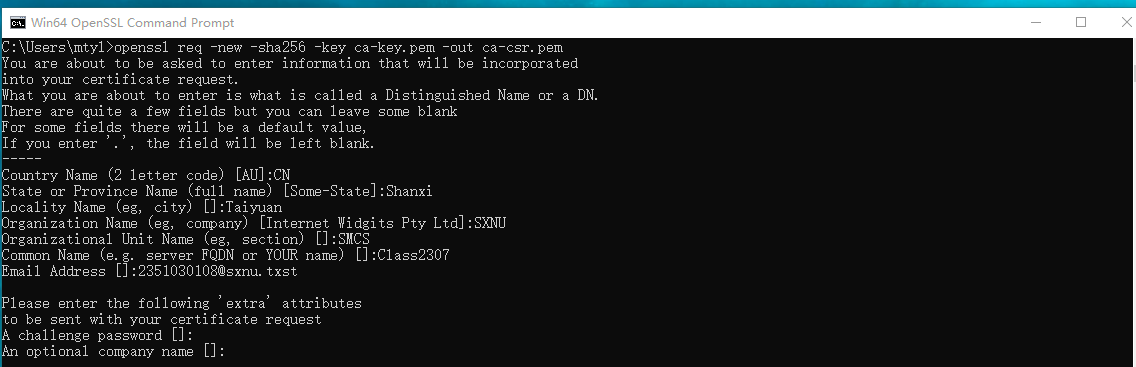 Win64 OpenSSL Command Prompt
C:\Users\mtyl>openssl req -new -sha256 -key ca-key.pem -out ca-csr.pem
You are about to be asked to enter information that will be incorporated
into your certificate request.
What you are about to enter is what is called a Distinguished Name or a DN.
There are quite a few fields but you can leave some blank
For some fields there will be a default value,
If you enter '.', the field will be left blank.
-----
Country Name (2 letter code) [AU]:CN
State or Province Name (full name) [Some-State]:Shanxi
Locality Name (eg, city) []:Taiyuan
Organization Name (eg, company) [Internet Widgits Pty Ltd]:SXNU
Organizational Unit Name (eg, section) []:SMCS
Common Name (e.g. server FQDN or YOUR name) []:Class2307
Email Address []:2351030108@sxnu.txst
Please enter the following 'extra' attributes
to be sent with your certificate request
A challenge password []:
An optional company name []: